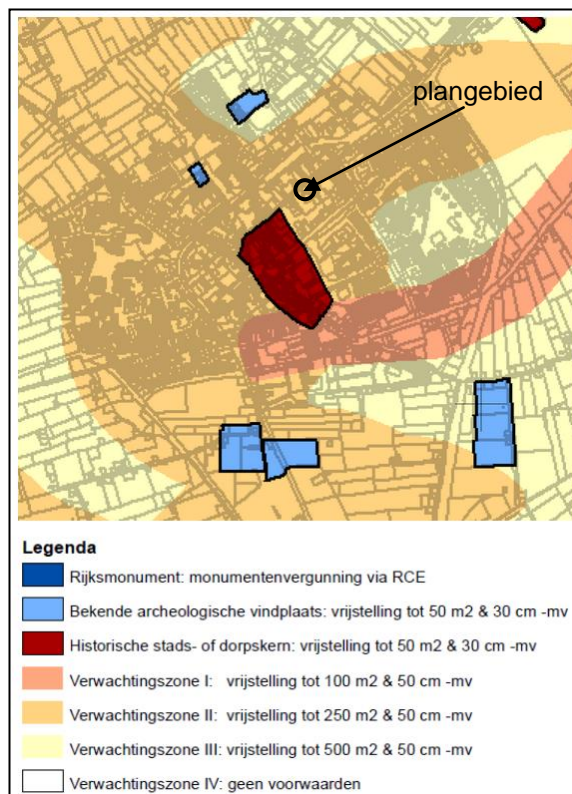 plangebied
Legenda
Rijksmonument: monumentenvergunning via RCE
Bekende archeologische vindplaats: vrijstelling tot 50 m2 & 30 cm -mv
Historische stads- of dorpskern: vrijstelling tot 50 m2 & 30 cm -mv
Verwachtingszone I: vrijstelling tot 100 m2 & 50 cm -mv
Verwachtingszone II: vrijstelling tot 250 m2 & 50 cm -mv
Verwachtingszone III: vrijstelling tot 500 m2 & 50 cm -mv
Verwachtingszone IV: geen voorwaarden